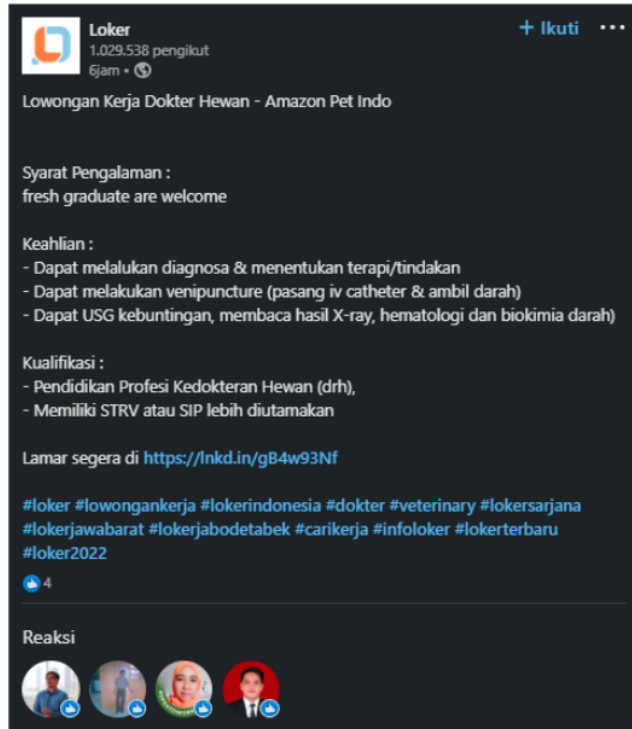 Loker
+ Ikuti
1.029.538 pengikut
6jam •
Lowongan Kerja Dokter Hewan - Amazon Pet Indo
Syarat Pengalaman :
fresh graduate are welcome
Keahlian :
- Dapat melalukan diagnosa & menentukan terapi/tindakan
- Dapat melakukan venipuncture (pasang iv catheter & ambil darah)
- Dapat USG kebuntingan, membaca hasil X-ray, hematologi dan biokimia darah)
Kualifikasi :
- Pendidikan Profesi Kedokteran Hewan (drh),
- Memiliki STRV atau SIP lebih diutamakan
Lamar segera di https://lnkd.in/gB4w93Nf
#loker #lowongankerja #lokerindonesia #dokter #veterinary #lokersarjana
#lokerjawabarat #lokerjabodetabek #carikerja #infoloker #lokerterbaru
#loker2022
4
Reaksi